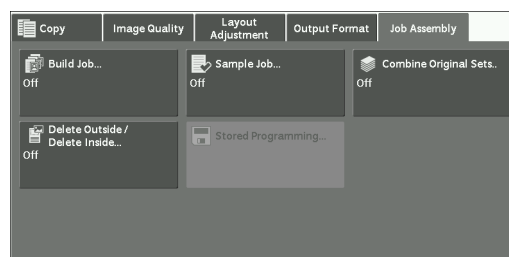 Copy
Image Quality
Layout
Adjustment
Output Format
Job Assembly
Build Job...
Off
Sample Job...
Off
Combine Original Sets..
Off
Delete Outside /
Delete Inside...
Off
Stored Programming...